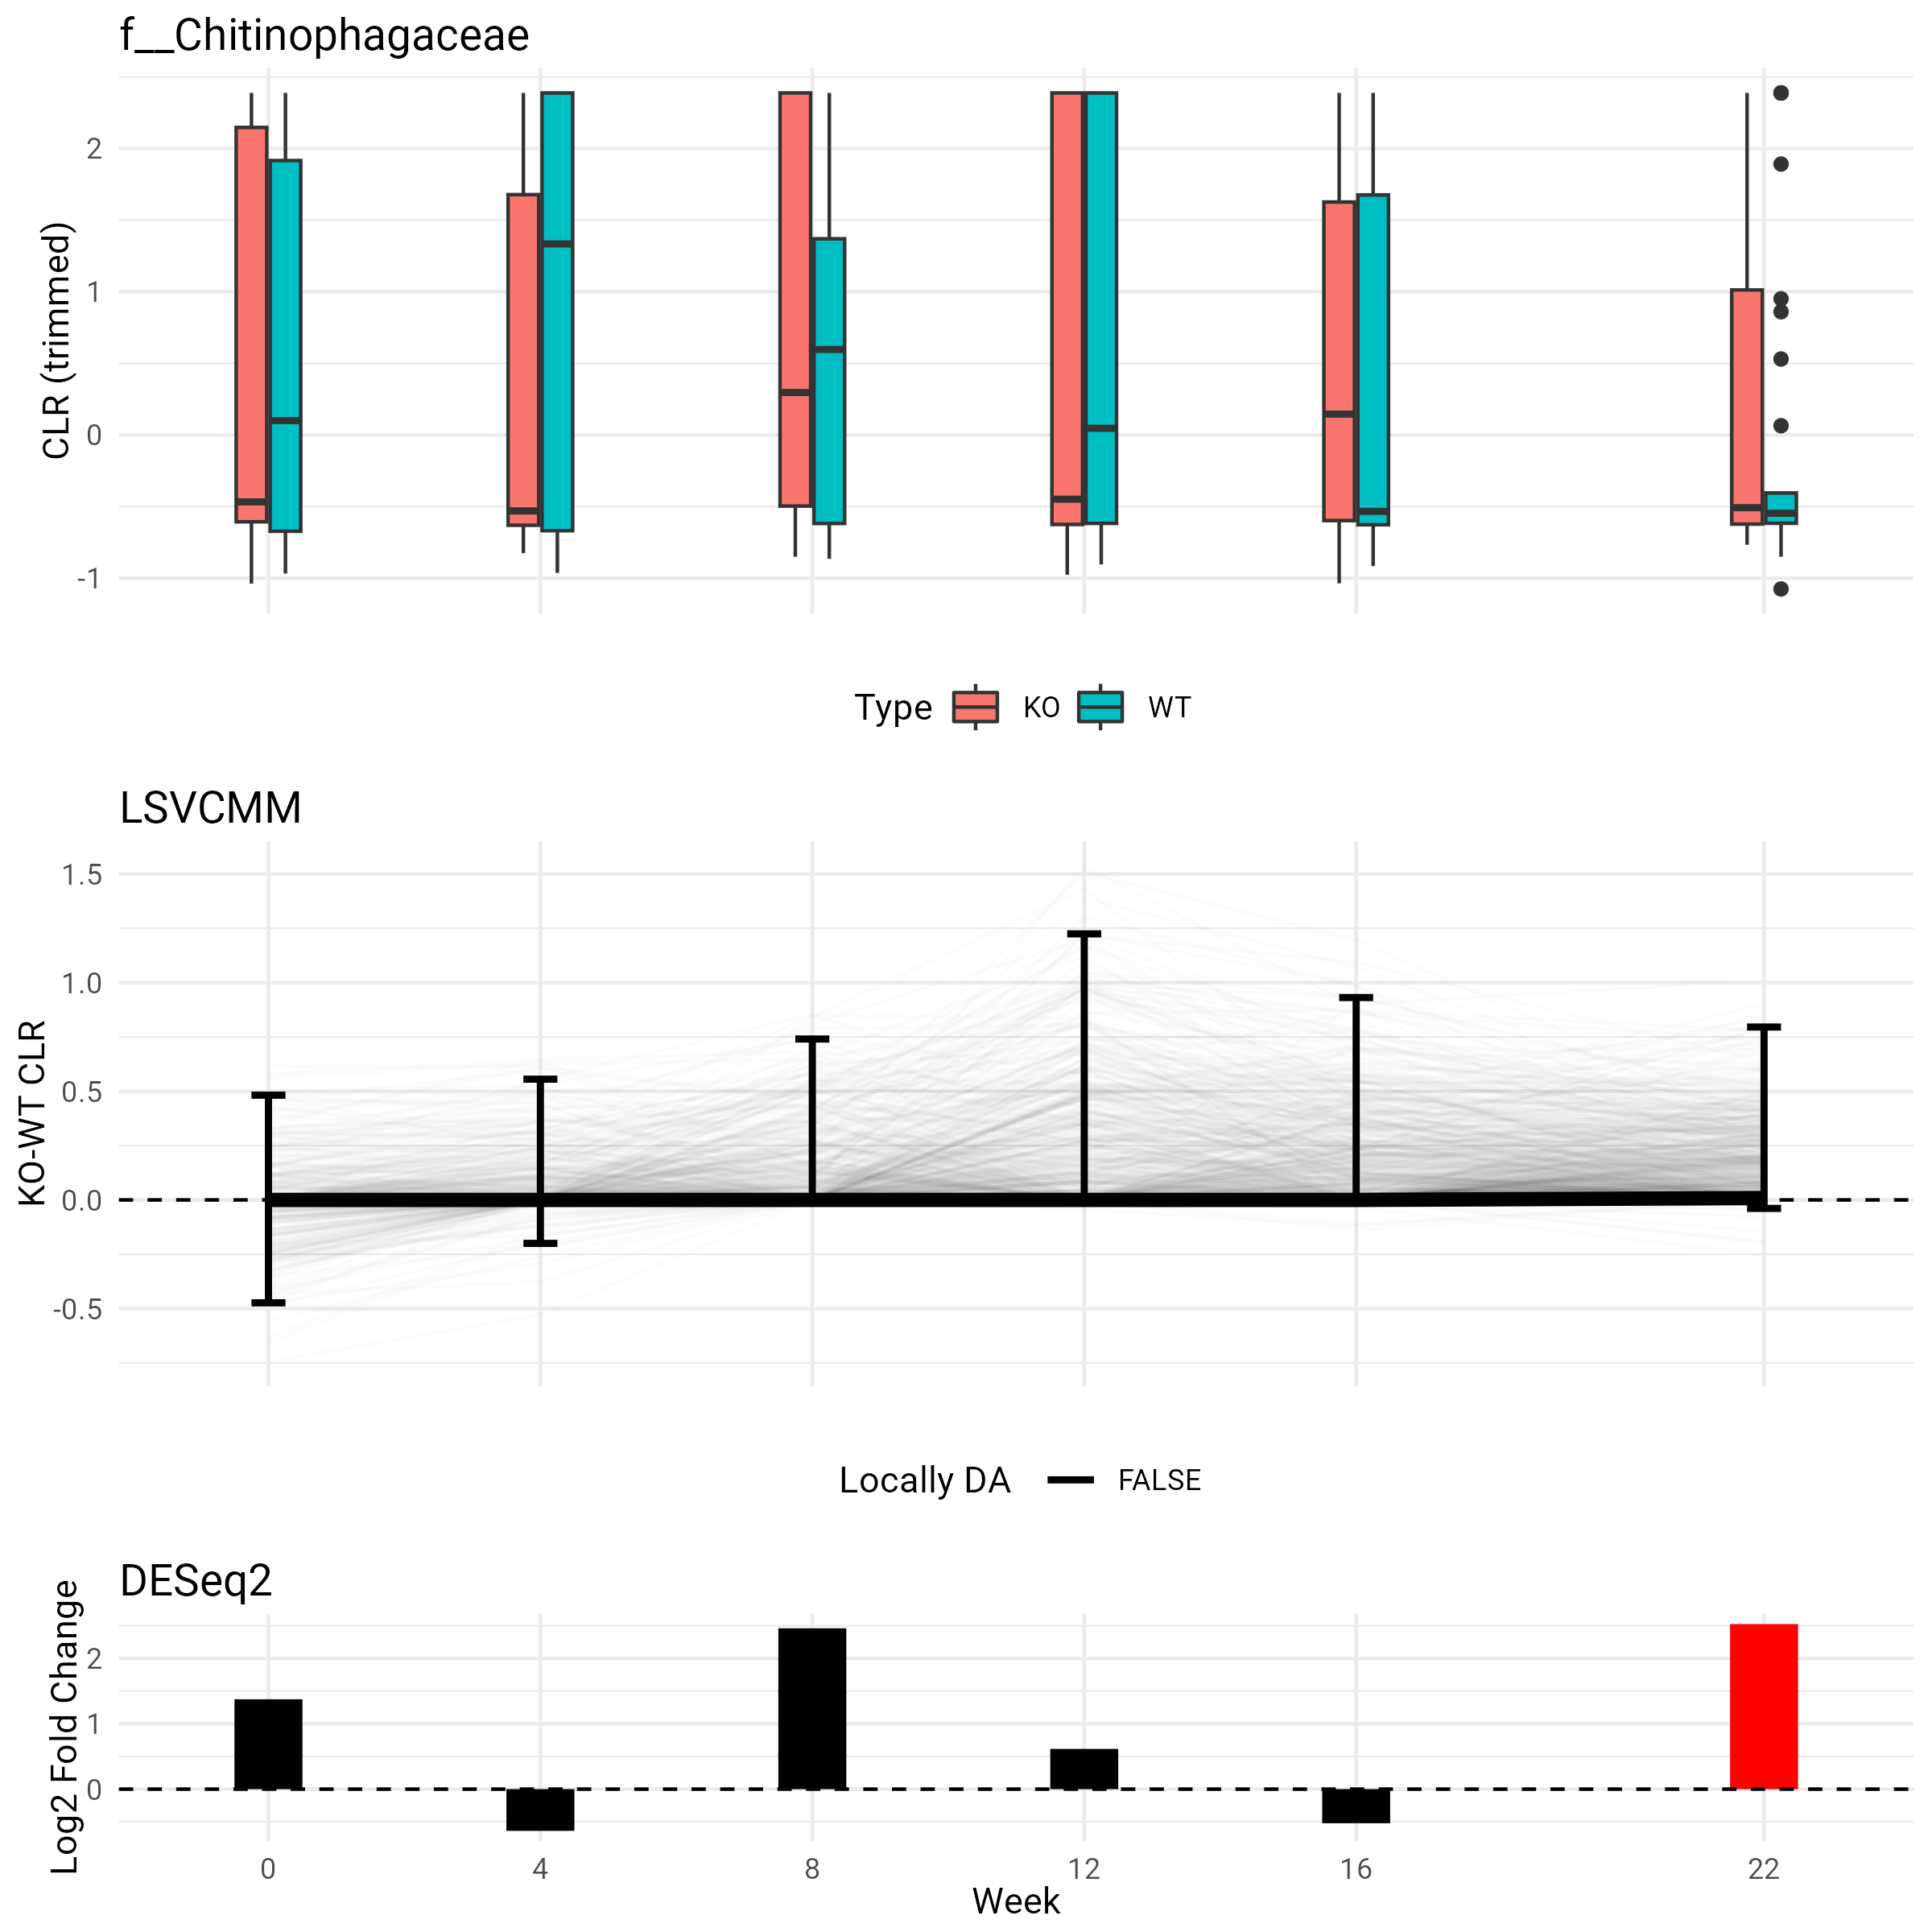 f__Chitinophagaceae
CLR (trimmed)
2
1
0
-1
Type KO WT
LSVCMM
KO-WT CLR
1.5
1.0
0.5
0.0
-0.5
Locally DA FALSE
DESeq2
Log2 Fold Change
2
1
0
0 4 8 12 16 22
Week